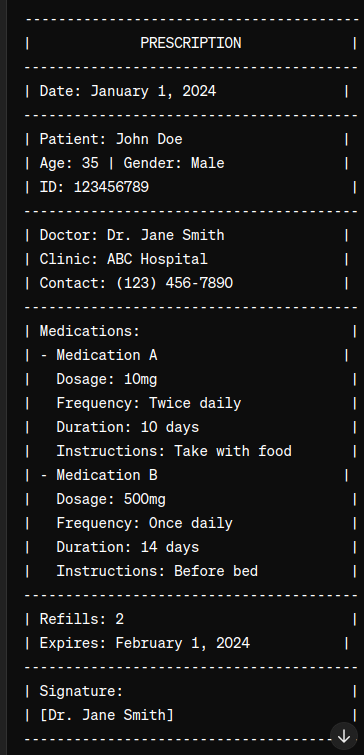 -----------------------------------------
|             PRESCRIPTION             |
-----------------------------------------
| Date: January 1, 2024               |
-----------------------------------------
| Patient: John Doe                   |
| Age: 35 | Gender: Male              |
| ID: 123456789                        |
-----------------------------------------
| Doctor: Dr. Jane Smith              |
| Clinic: ABC Hospital                |
| Contact: (123) 456-7890             |
-----------------------------------------
| Medications:                         |
| - Medication A                      |
|   Dosage: 10mg                       |
|   Frequency: Twice daily             |
|   Duration: 10 days                  |
|   Instructions: Take with food       |
| - Medication B                      |
|   Dosage: 500mg                      |
|   Frequency: Once daily              |
|   Duration: 14 days                  |
|   Instructions: Before bed           |
-----------------------------------------
| Refills: 2                           |
| Expires: February 1, 2024           |
-----------------------------------------
| Signature:                           |
| [Dr. Jane Smith]                     |
-----------------------------------------